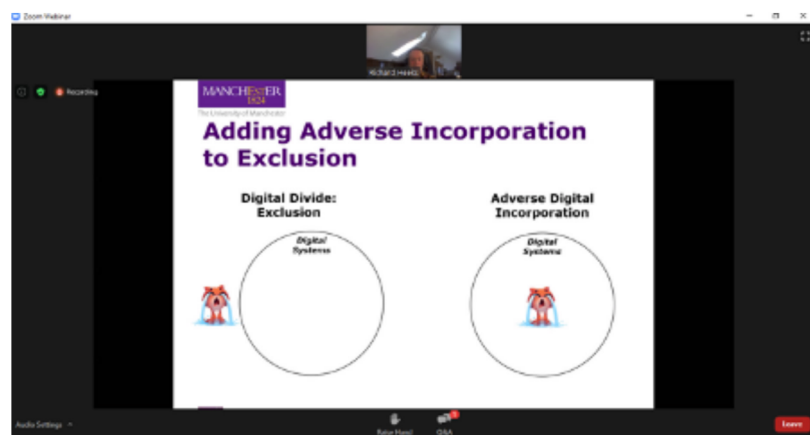 Zoom Webinar
Richard Heeks
Recording
MANCHESTER
1824
The University of Manchester
Adding Adverse Incorporation
to Exclusion
Digital Divide:
Exclusion
Adverse Digital
Incorporation
Digital
Systems
Digital
Systems
Audio Settings
Raise Hand
Q&A
Leave